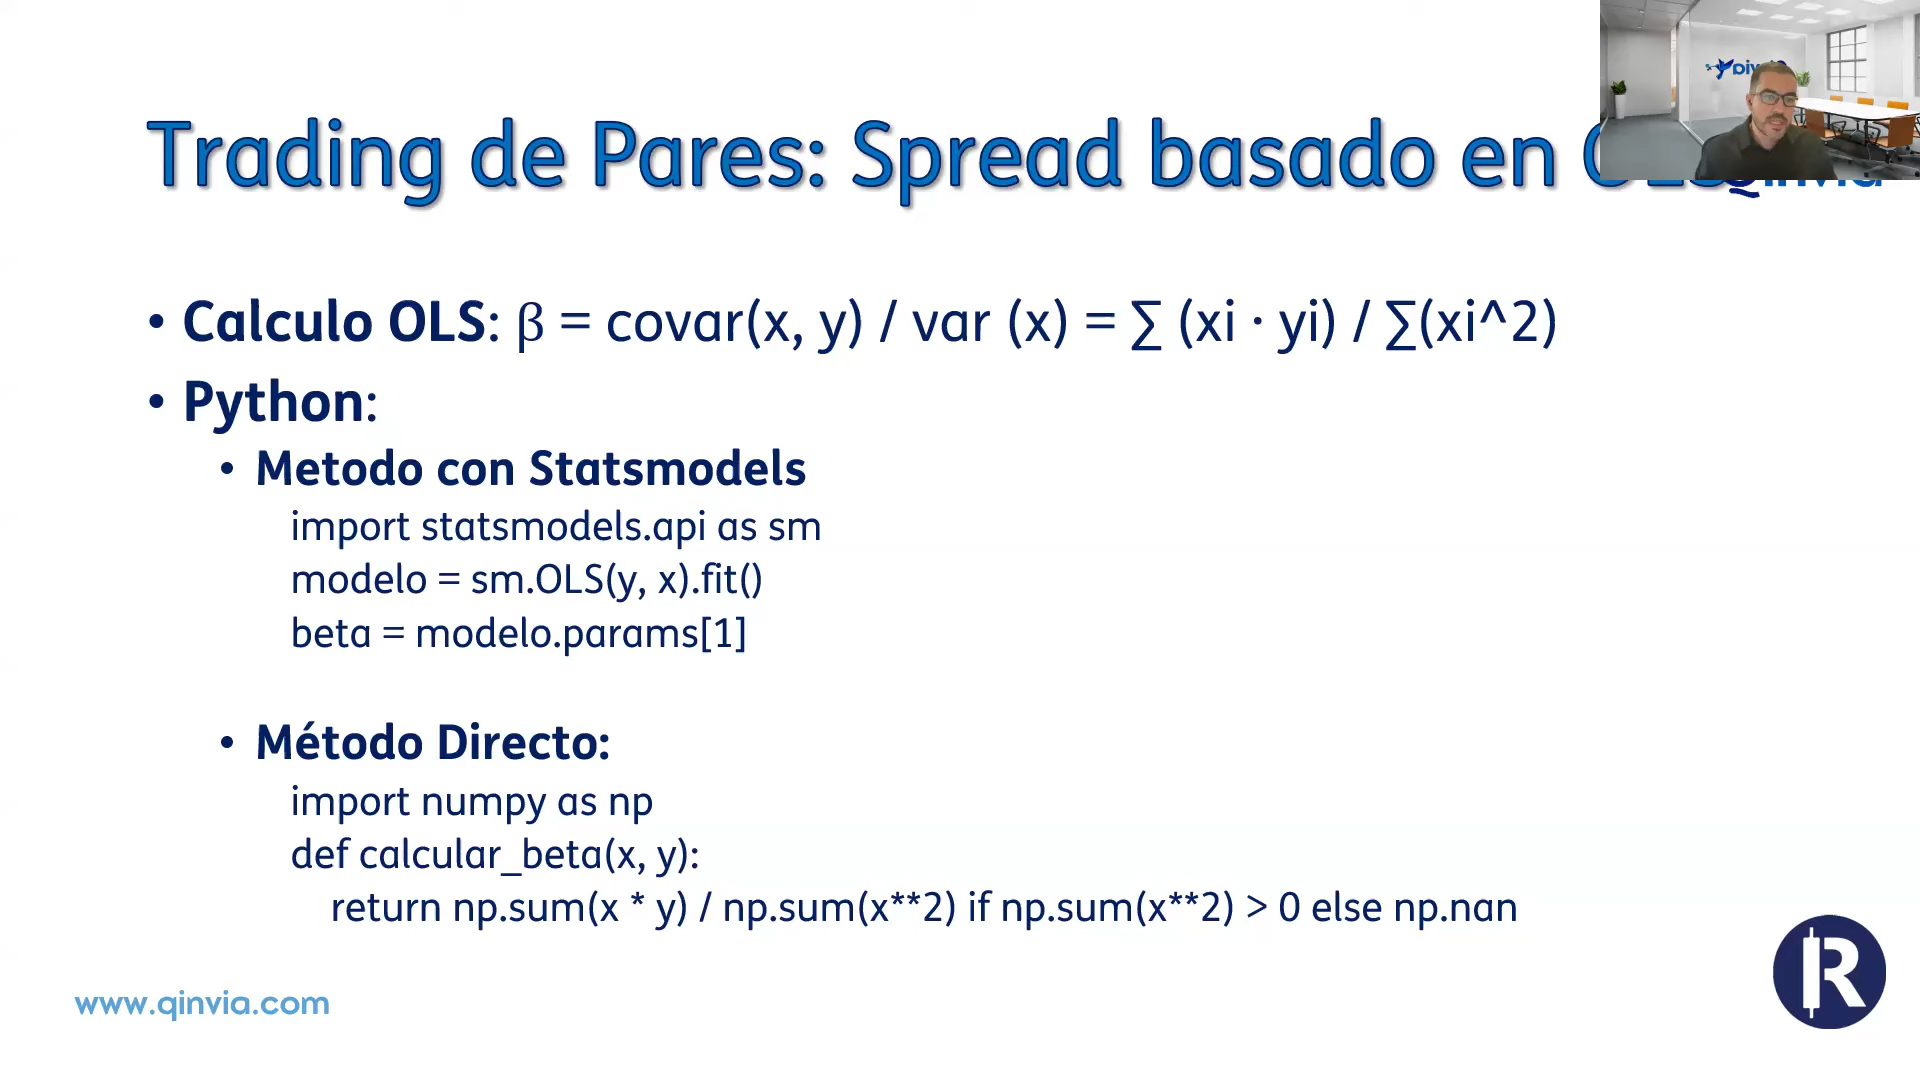 Trading de Pares: Spread basado en
• Calculo OLS: β = covar(x, y) / var (x) = ∑ (xi · yi) / ∑(xi^2)
• Python:
• Metodo con Statsmodels
import statsmodels.api as sm
modelo = sm.OLS(y, x).fit()
beta = modelo.params[1]
• Método Directo:
import numpy as np
def calcular_beta(x, y):
return np.sum(x * y) / np.sum(x**2) if np.sum(x**2) > 0 else np.nan
www.qinvia.com
R